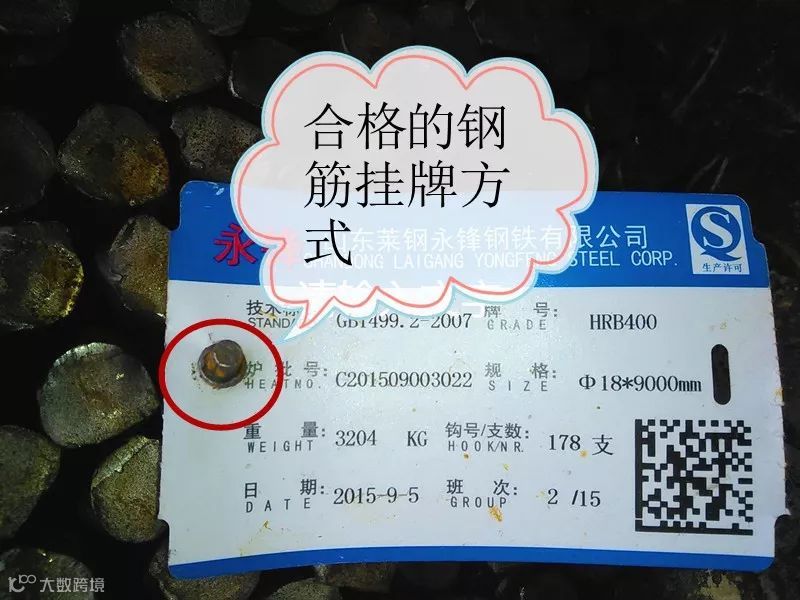 合格的钢
筋挂牌方
式
永
东莱钢永锋钢铁有限公司
SHANDONG LAIGANG YONGFENG STEEL CORP.
生产许可
技术标
STANDA
GB1499.2-2007
牌 号:
GRADE
HRB400
炉 批 号:
HEATNO.
C201509003022
规 格:
SIZE
Φ18*9000mm
重 量:
WEIGHT
3204 KG
钩号/支数:
HOOK/NR.
178 支
日 期:
DATE
2015-9-5
班 次:
GROUP
2 /15
大数跨境